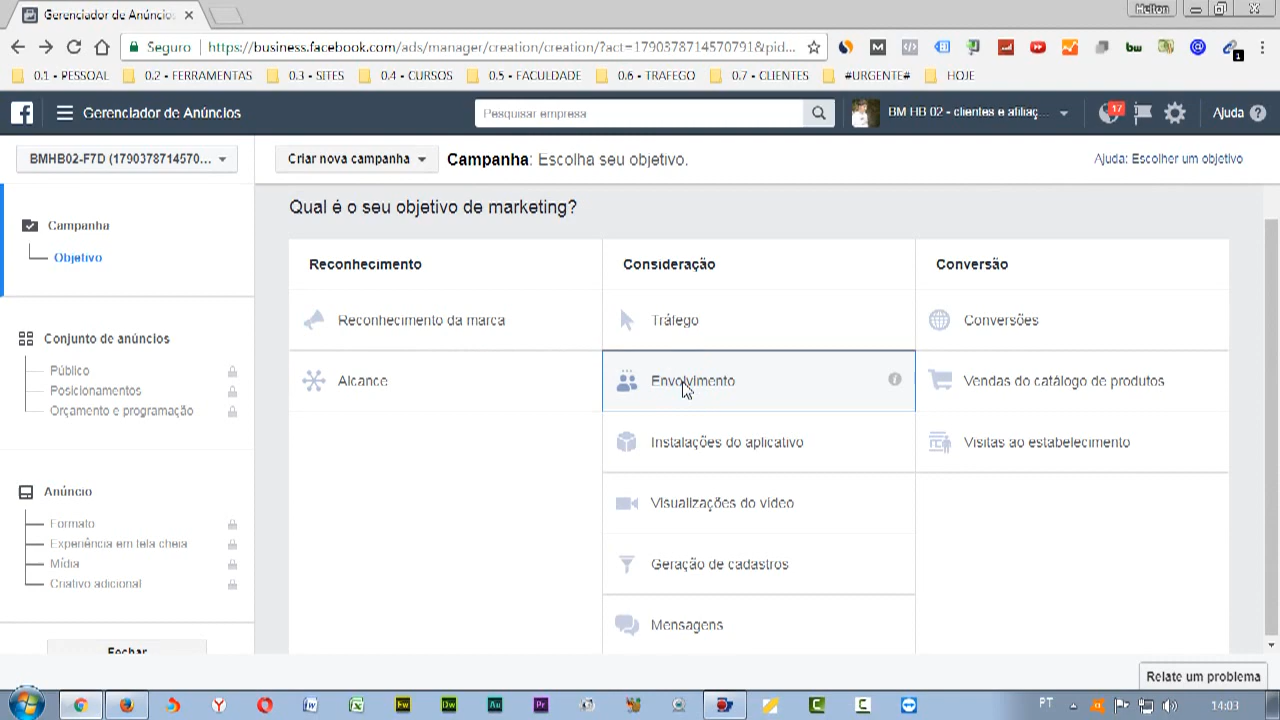 Gerenciador de Anúncios
Helton
Seguro
https://business.facebook.com/ads/manager/creation/creation/?act=1790378714570791&pid...
1
0.1 - PESSOAL
0.2 - FERRAMENTAS
0.3 - SITES
0.4 - CURSOS
0.5 - FACULDADE
0.6 - TRAFEGO
0.7 - CLIENTES
#URGENTE#
HOJE
Gerenciador de Anúncios
Pesquisar empresa
BM HB 02 - clientes e afiliaç...
17
Ajuda
BMHB02-F7D (1790378714570...
Criar nova campanha
Campanha: Escolha seu objetivo.
Ajuda: Escolher um objetivo
Campanha
Objetivo
Conjunto de anúncios
Público
Posicionamentos
Orçamento e programação
Anúncio
Formato
Experiência em tela cheia
Mídia
Criativo adicional
Fechar
Qual é o seu objetivo de marketing?
Reconhecimento
Reconhecimento da marca
Alcance
Consideração
Tráfego
Envolvimento
Instalações do aplicativo
Visualizações do vídeo
Geração de cadastros
Mensagens
Conversão
Conversões
Vendas do catálogo de produtos
Visitas ao estabelecimento
Relate um problema
PT
14:03